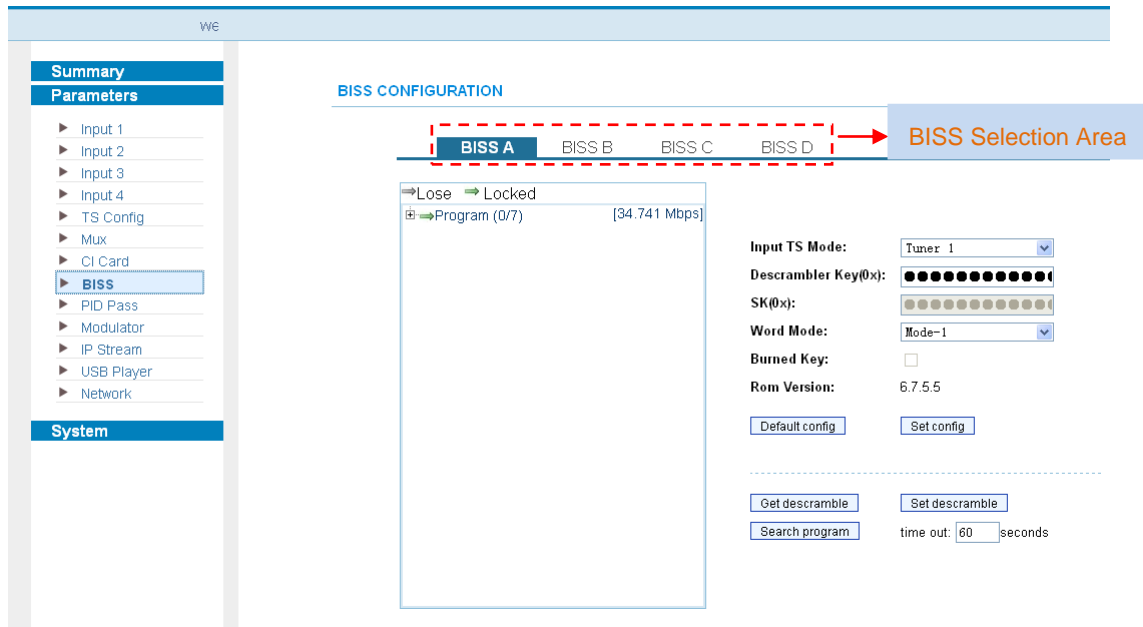 we
Summary
Parameters
Input 1
Input 2
Input 3
Input 4
TS Config
Mux
CI Card
BISS
PID Pass
Modulator
IP Stream
USB Player
Network
System
BISS CONFIGURATION
BISS A BISS B BISS C BISS D
BISS Selection Area
Lose Locked
Program (0/7) [34.741 Mbps]
Input TS Mode: Tuner 1
Descrambler Key(0x):
SK(0x):
Word Mode: Mode-1
Burned Key:
Rom Version: 6.7.5.5
Default config Set config
Get descramble Set descramble
Search program time out: 60 seconds